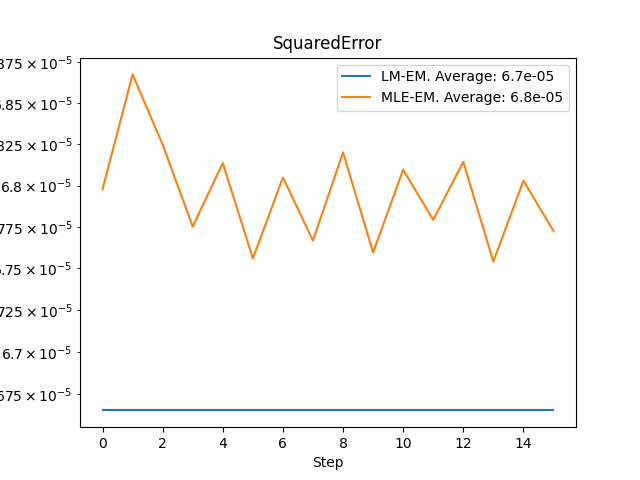 SquaredError
875 × 10⁻⁵
6.85 × 10⁻⁵
825 × 10⁻⁵
6.8 × 10⁻⁵
775 × 10⁻⁵
6.75 × 10⁻⁵
725 × 10⁻⁵
6.7 × 10⁻⁵
675 × 10⁻⁵
LM-EM. Average: 6.7e-05
MLE-EM. Average: 6.8e-05
0 2 4 6 8 10 12 14
Step